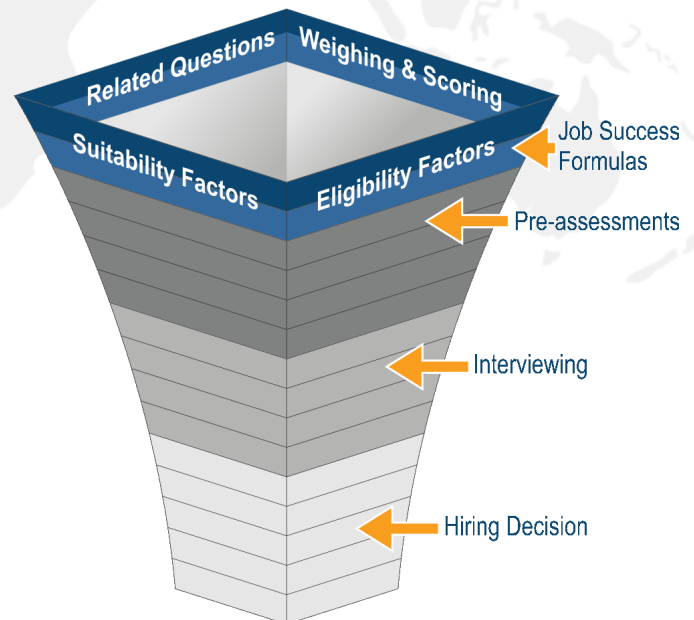 Related Questions
Weighing & Scoring
Suitability Factors
Eligibility Factors
Job Success
Formulas
Pre-assessments
Interviewing
Hiring Decision